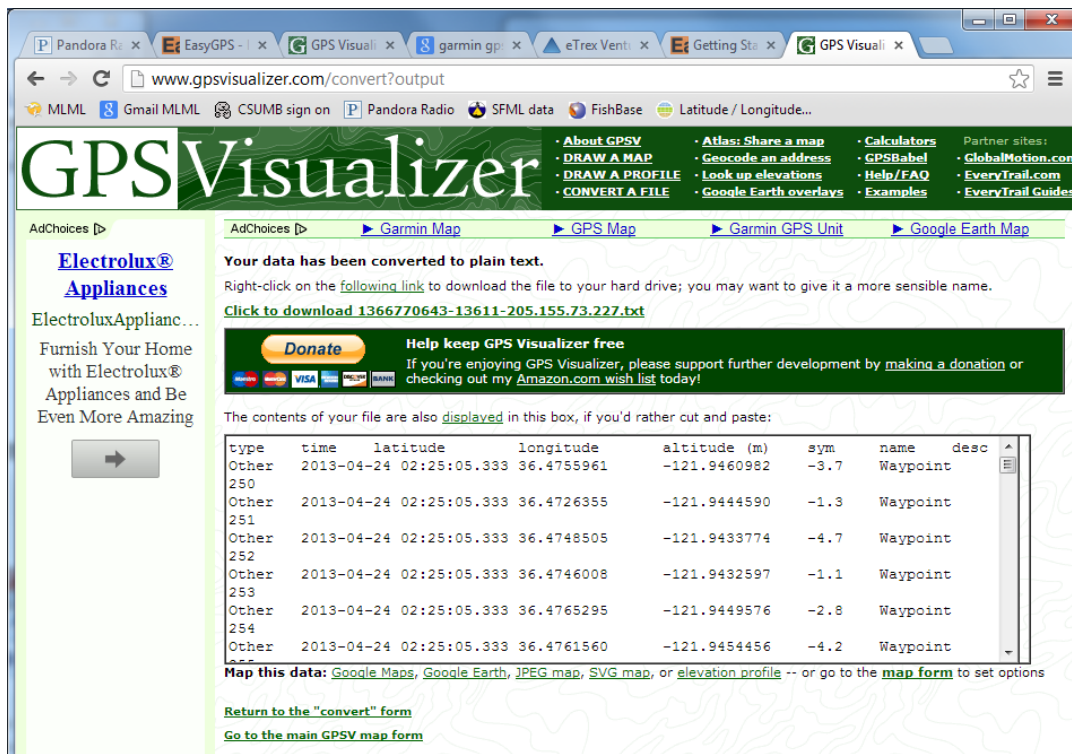 Pandora Ra EasyGPS - GPS Visuali garmin gp eTrex Vent Getting Sta GPS Visuali
www.gpsvisualizer.com/convert?output
MLML Gmail MLML CSUMB sign on Pandora Radio SFML data FishBase Latitude / Longitude...
GPSVisualizer
· About GPSV
· DRAW A MAP
· DRAW A PROFILE
· CONVERT A FILE
· Atlas: Share a map
· Geocode an address
· Look up elevations
· Google Earth overlays
· Calculators
· GPSBabel
· Help/FAQ
· Examples
Partner sites:
· GlobalMotion.com
· EveryTrail.com
· EveryTrail Guides
AdChoices
Electrolux®
Appliances
ElectroluxApplianc...
Furnish Your Home
with Electrolux®
Appliances and Be
Even More Amazing
AdChoices ► Garmin Map ► GPS Map ► Garmin GPS Unit ► Google Earth Map
Your data has been converted to plain text.
Right-click on the following link to download the file to your hard drive; you may want to give it a more sensible name.
Click to download 1366770643-13611-205.155.73.227.txt
Donate
Maestro VISA BANK
Help keep GPS Visualizer free
If you're enjoying GPS Visualizer, please support further development by making a donation or
checking out my Amazon.com wish list today!
The contents of your file are also displayed in this box, if you'd rather cut and paste:
type time latitude longitude altitude (m) sym name desc
Other 2013-04-24 02:25:05.333 36.4755961 -121.9460982 -3.7 Waypoint
250
Other 2013-04-24 02:25:05.333 36.4726355 -121.9444590 -1.3 Waypoint
251
Other 2013-04-24 02:25:05.333 36.4748505 -121.9433774 -4.7 Waypoint
252
Other 2013-04-24 02:25:05.333 36.4746008 -121.9432597 -1.1 Waypoint
253
Other 2013-04-24 02:25:05.333 36.4765295 -121.9449576 -2.8 Waypoint
254
Other 2013-04-24 02:25:05.333 36.4761560 -121.9454456 -4.2 Waypoint
255
Map this data: Google Maps, Google Earth, JPEG map, SVG map, or elevation profile -- or go to the map form to set options
Return to the "convert" form
Go to the main GPSV map form